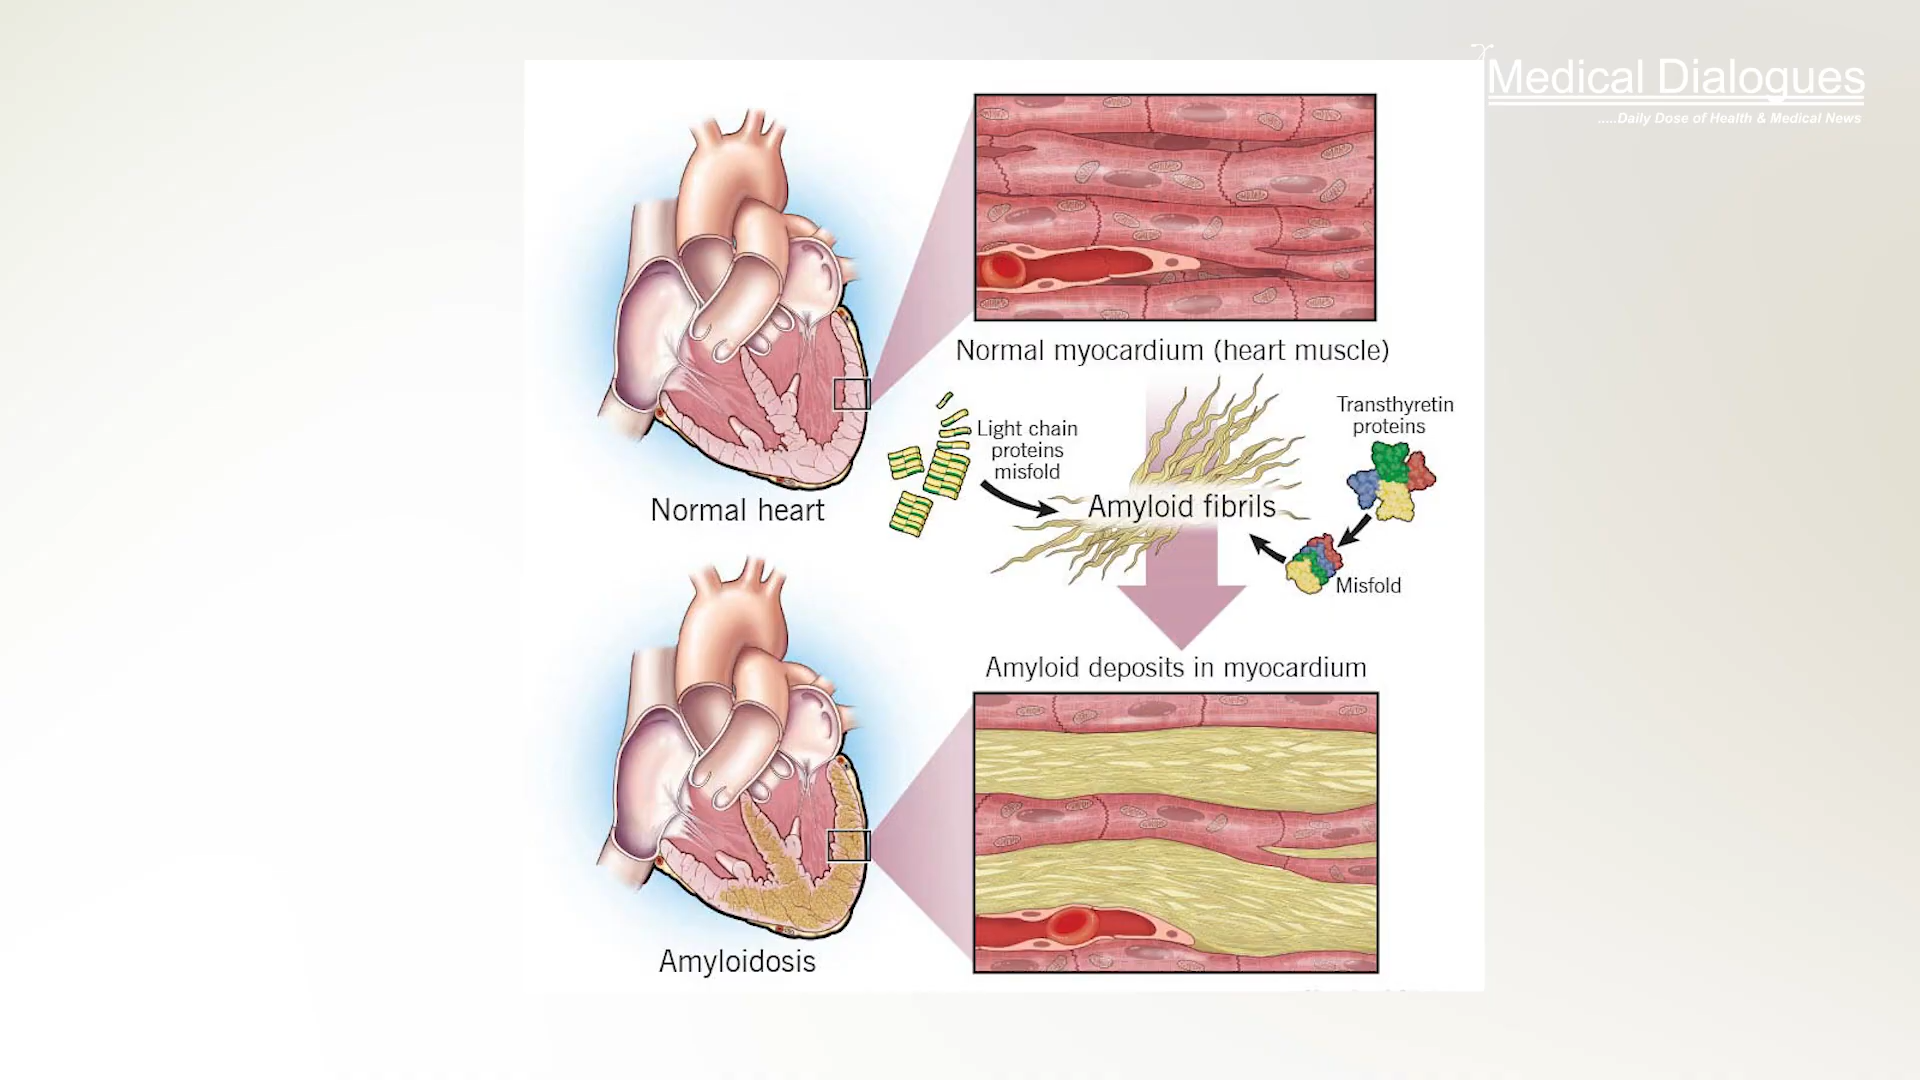 Medical Dialogues
.....Daily Dose of Health & Medical News
Normal myocardium (heart muscle)
Light chain
proteins
misfold
Transthyretin
proteins
Amyloid fibrils
Normal heart
Misfold
Amyloid deposits in myocardium
Amyloidosis